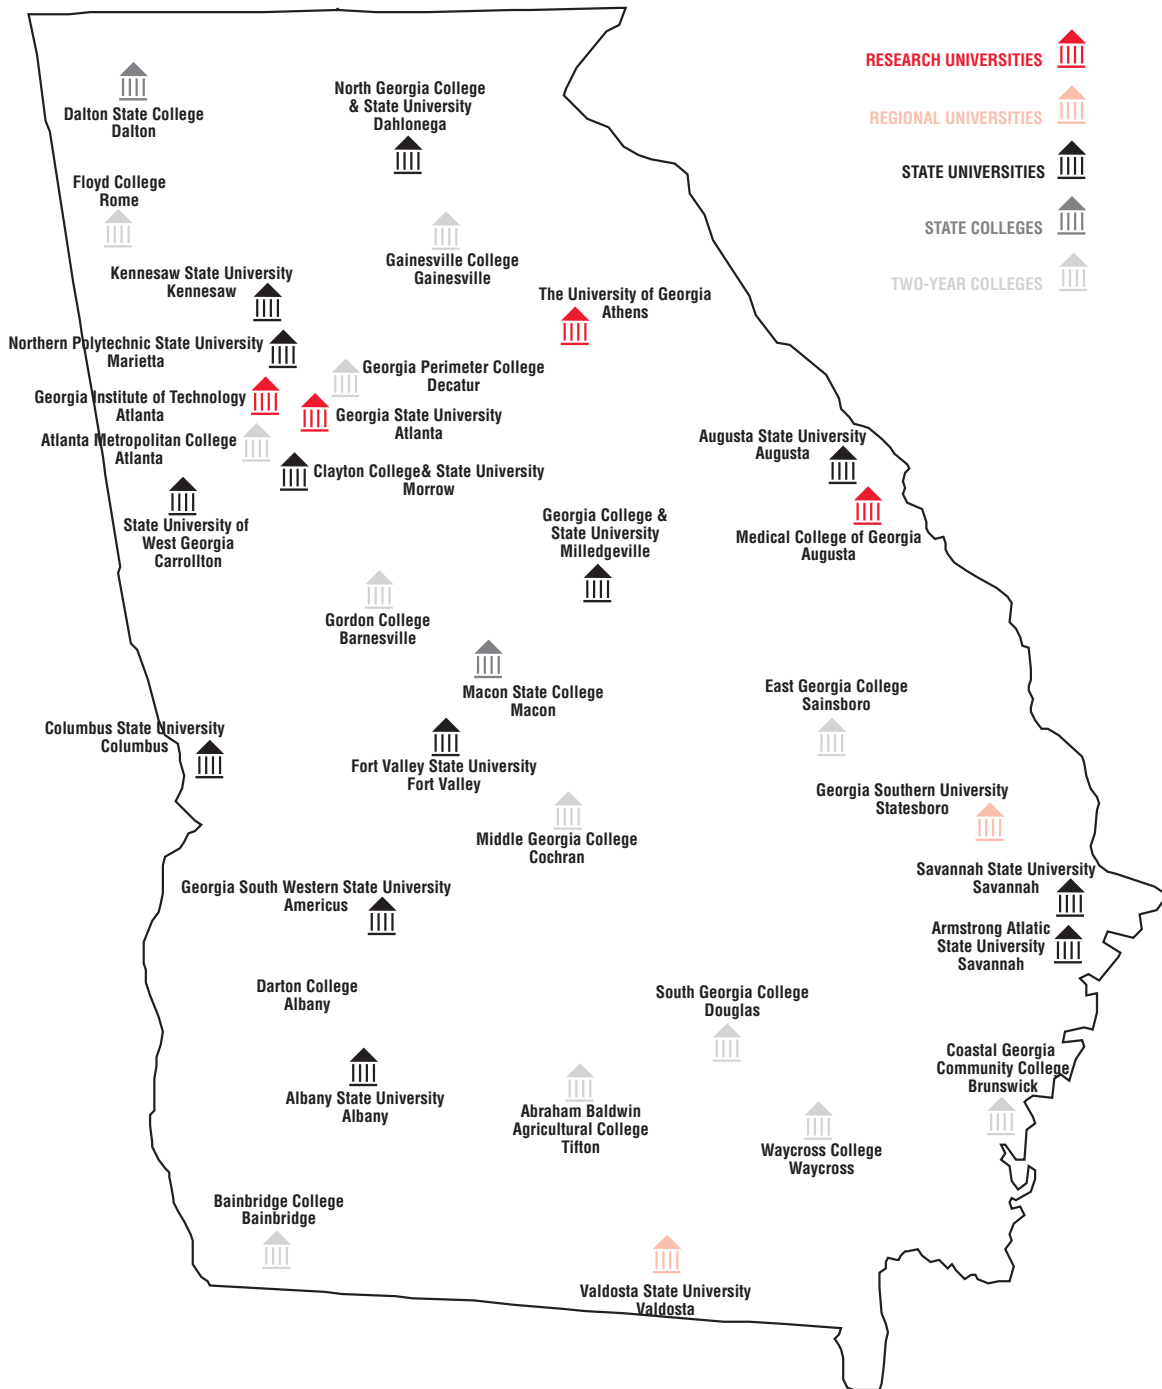 RESEARCH UNIVERSITIES
REGIONAL UNIVERSITIES
STATE UNIVERSITIES
STATE COLLEGES
TWO-YEAR COLLEGES
Dalton State College
Dalton
North Georgia College
& State University
Dahlonega
Floyd College
Rome
Gainesville College
Gainesville
Kennesaw State University
Kennesaw
The University of Georgia
Athens
Northern Polytechnic State University
Marietta
Georgia Perimeter College
Decatur
Georgia Institute of Technology
Atlanta
Georgia State University
Atlanta
Atlanta Metropolitan College
Atlanta
Clayton College& State University
Morrow
Augusta State University
Augusta
State University of
West Georgia
Carrollton
Georgia College &
State University
Milledgeville
Medical College of Georgia
Augusta
Gordon College
Barnesville
Macon State College
Macon
East Georgia College
Sainsboro
Columbus State University
Columbus
Fort Valley State University
Fort Valley
Georgia Southern University
Statesboro
Middle Georgia College
Cochran
Savannah State University
Savannah
Georgia South Western State University
Americus
Armstrong Atlatic
State University
Savannah
Darton College
Albany
South Georgia College
Douglas
Coastal Georgia
Community College
Brunswick
Albany State University
Albany
Abraham Baldwin
Agricultural College
Tifton
Waycross College
Waycross
Bainbridge College
Bainbridge
Valdosta State University
Valdosta